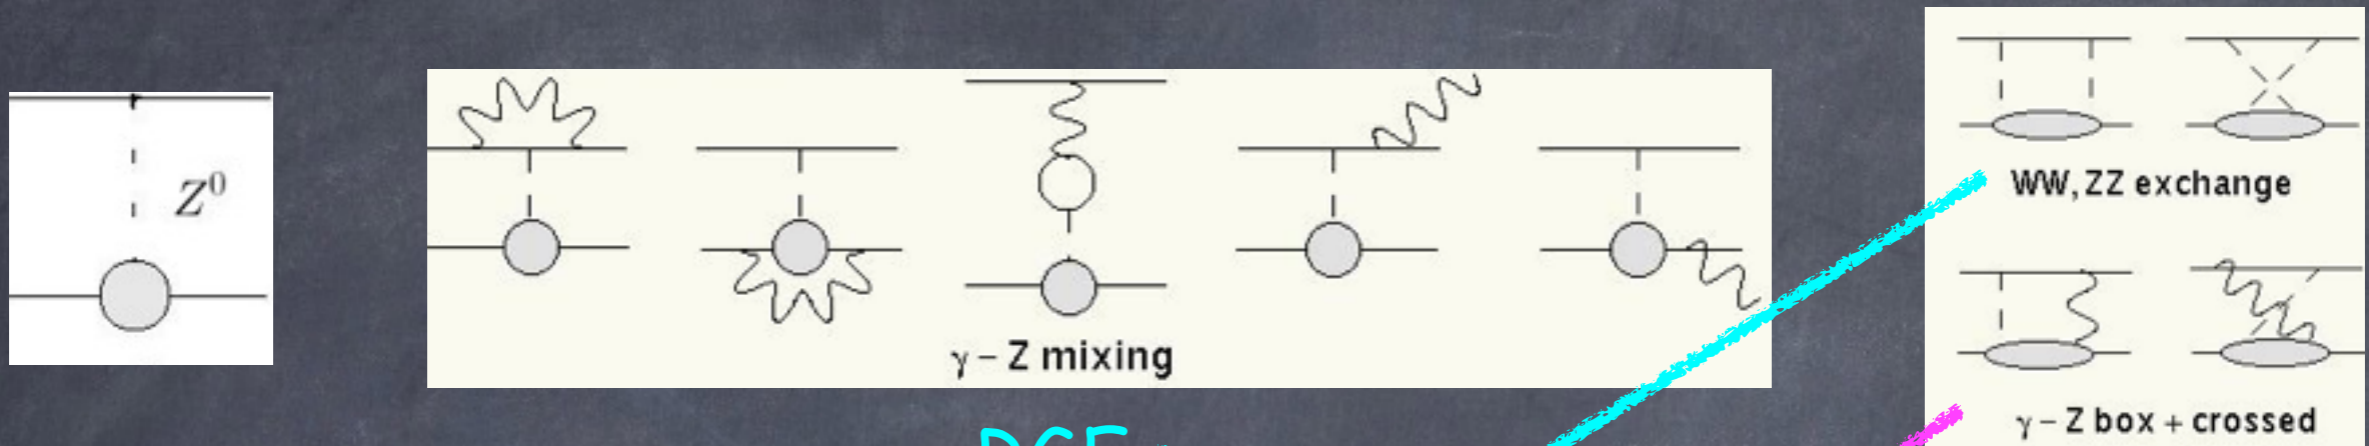 Z⁰
γ – Z mixing
WW, ZZ exchange
γ – Z box + crossed